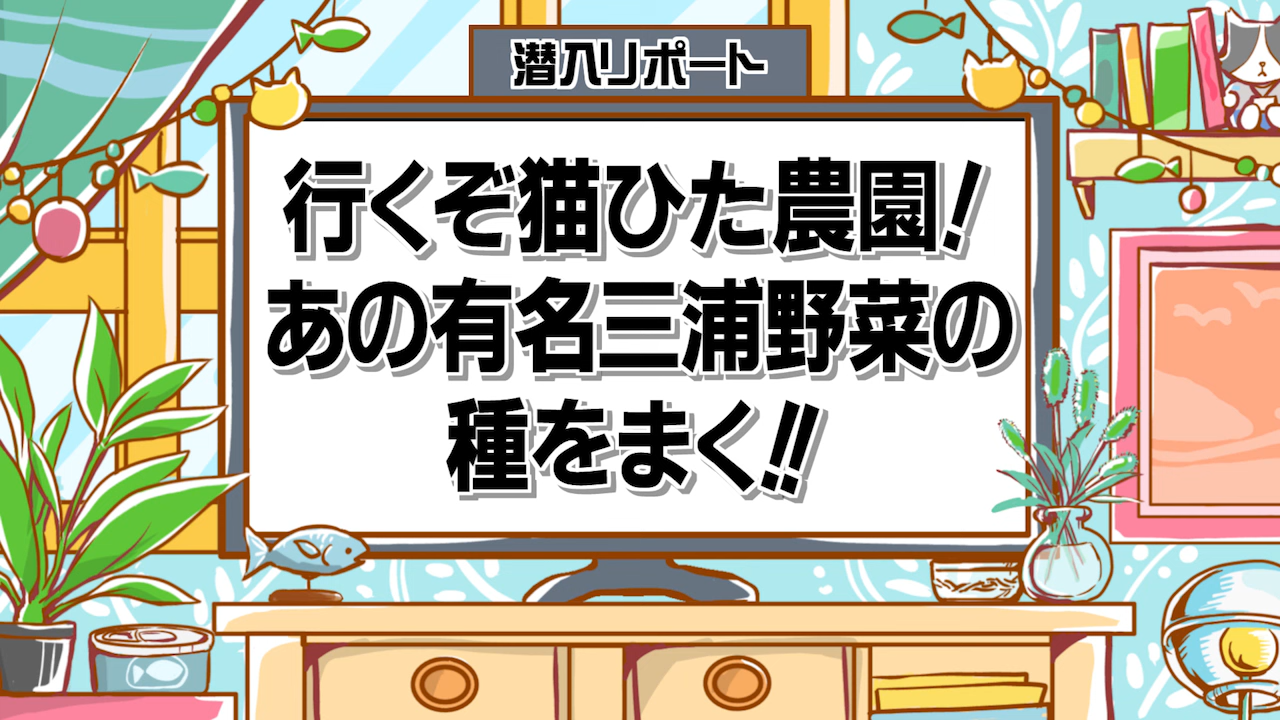 潜入リポート
行くぞ猫ひた農園!
あの有名三浦野菜の
種をまく!!